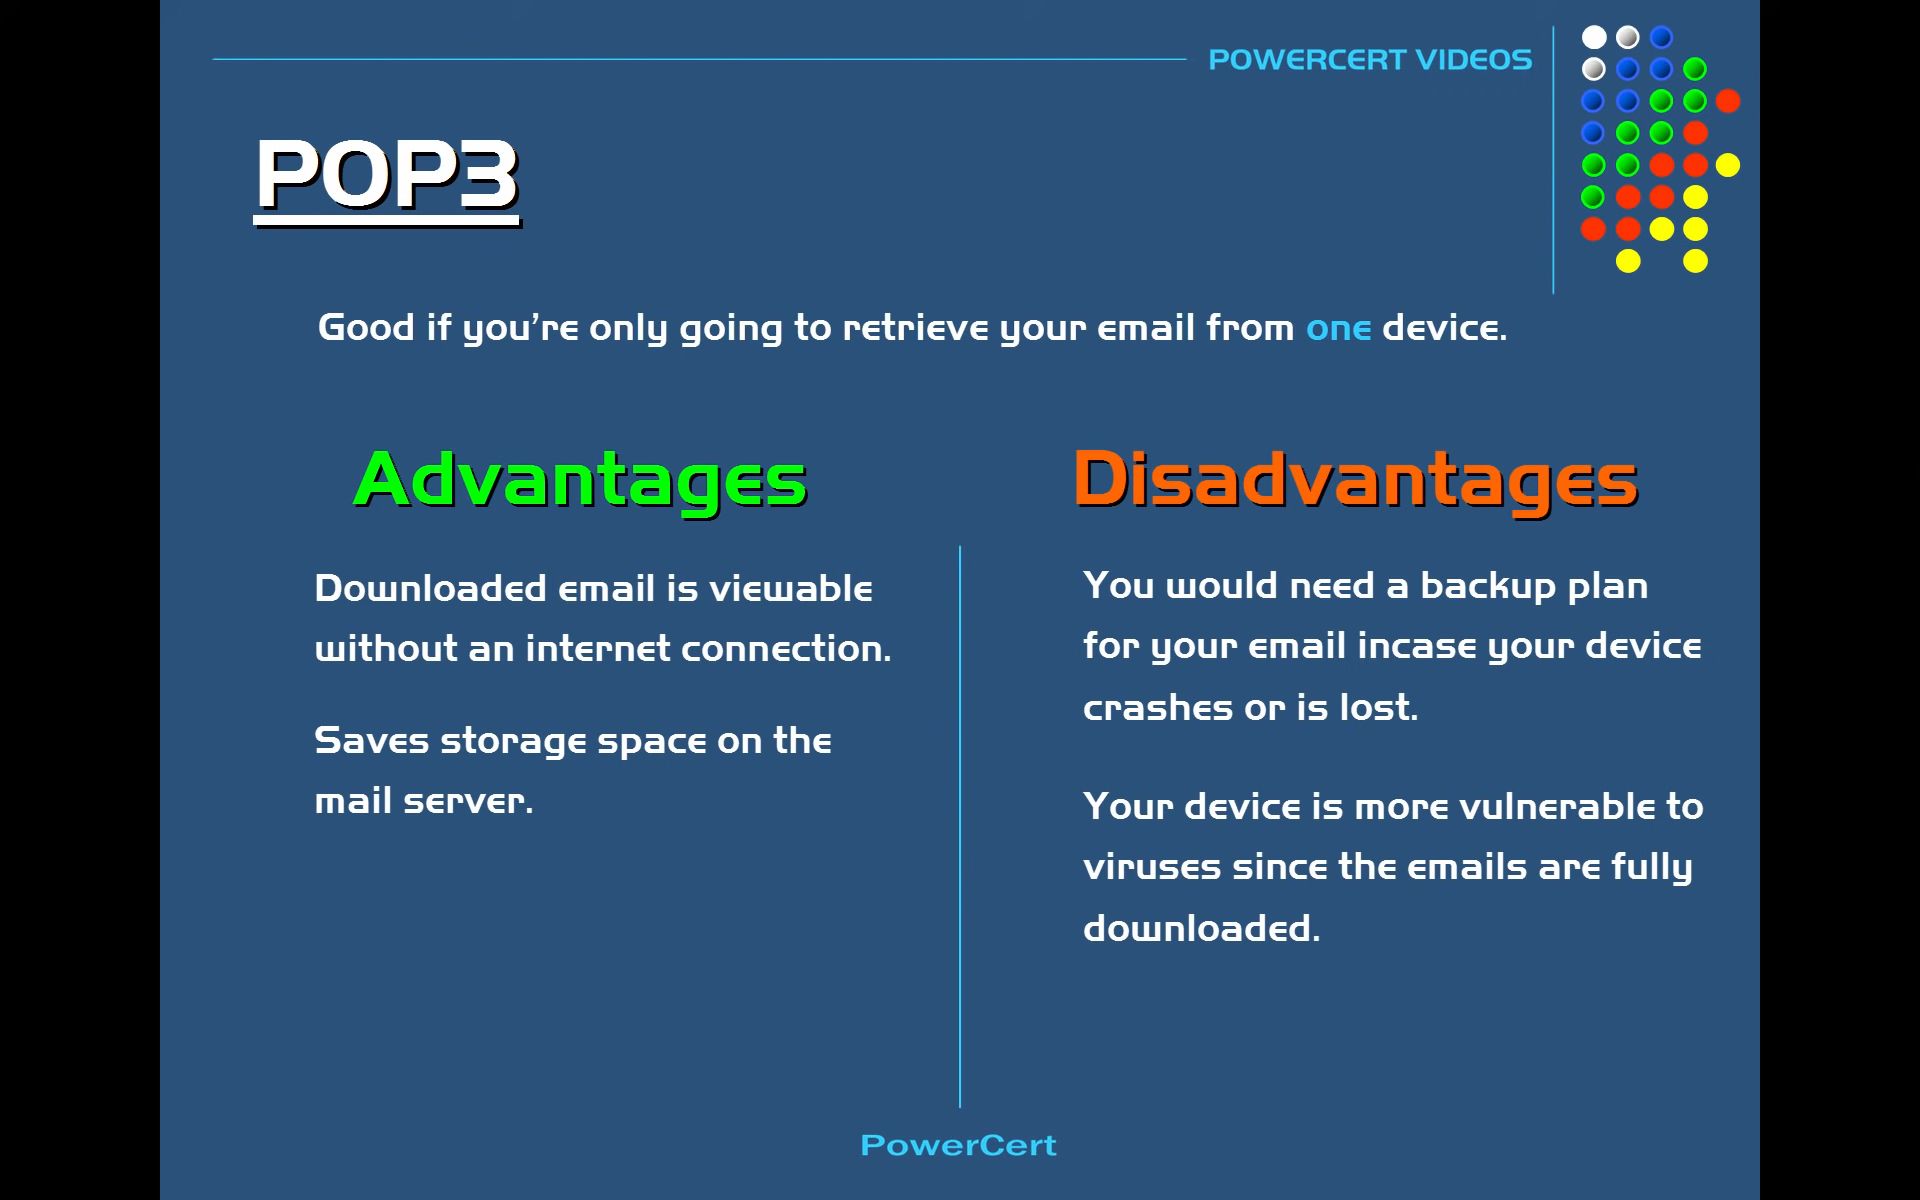 POWERCERT VIDEOS
POP3
Good if you’re only going to retrieve your email from one device.
Advantages
Downloaded email is viewable
without an internet connection.
Saves storage space on the
mail server.
Disadvantages
You would need a backup plan
for your email incase your device
crashes or is lost.
Your device is more vulnerable to
viruses since the emails are fully
downloaded.
PowerCert